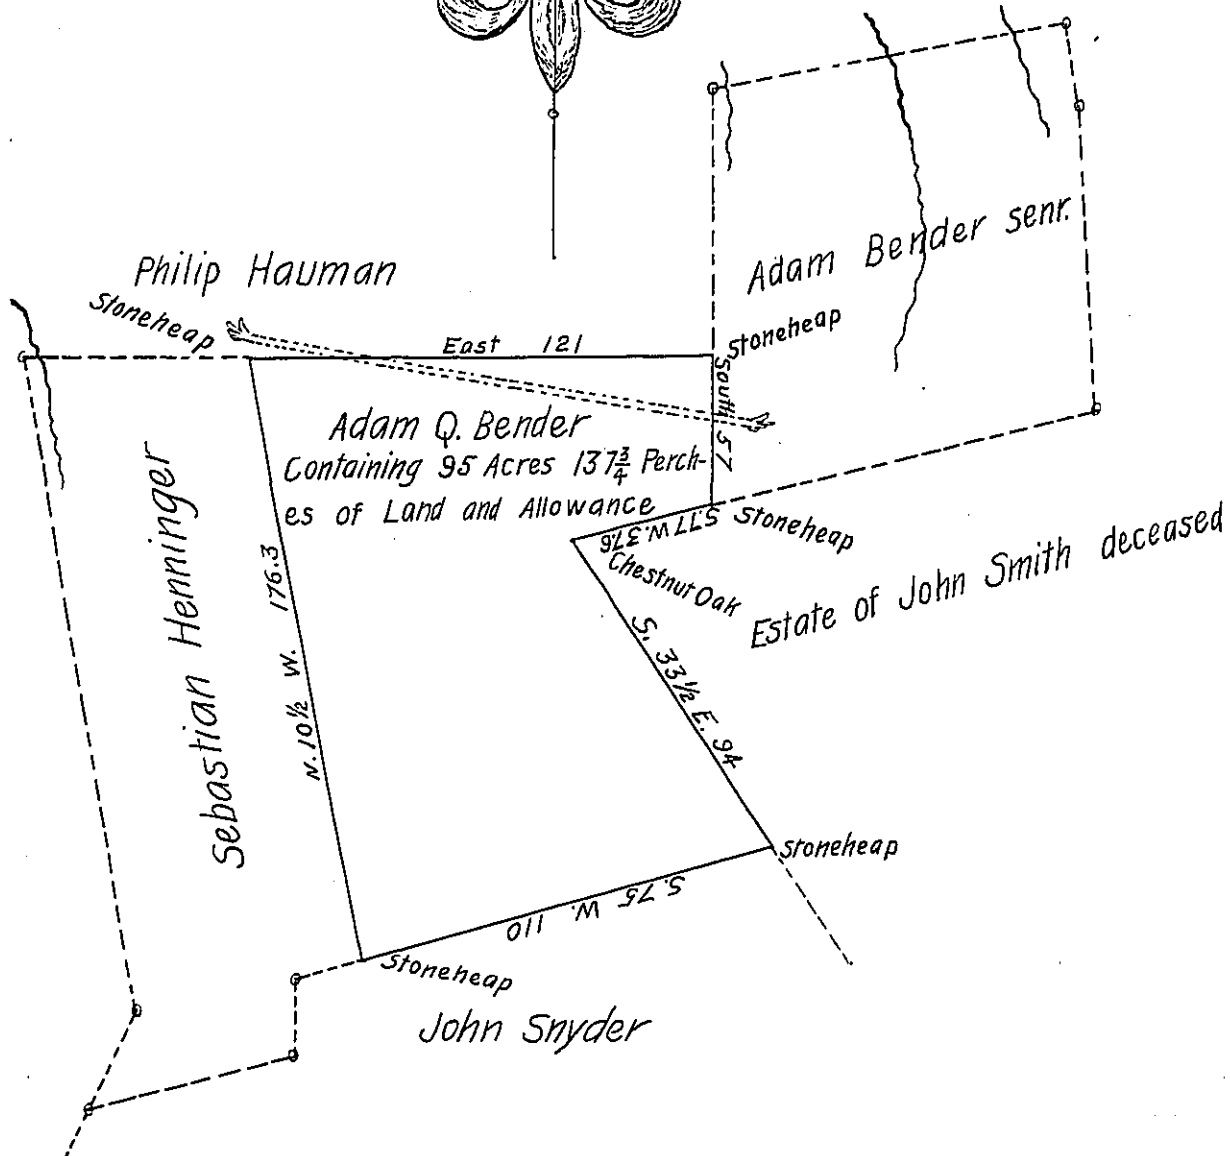 Philip Hauman
Stoneheap
East 121
Stoneheap
Adam Bender senr.
South 57
Adam Q. Bender
Containing 95 Acres 137¾ Perch-
es of Land and Allowance
S.77 W. 37.6
Stoneheap
Chestnut Oak
Estate of John Smith deceased
S. 33½ E. 94
Sebastian Henninger
N. 10½ W. 176.3
Stoneheap
S. 75 W. 110
Stoneheap
John Snyder